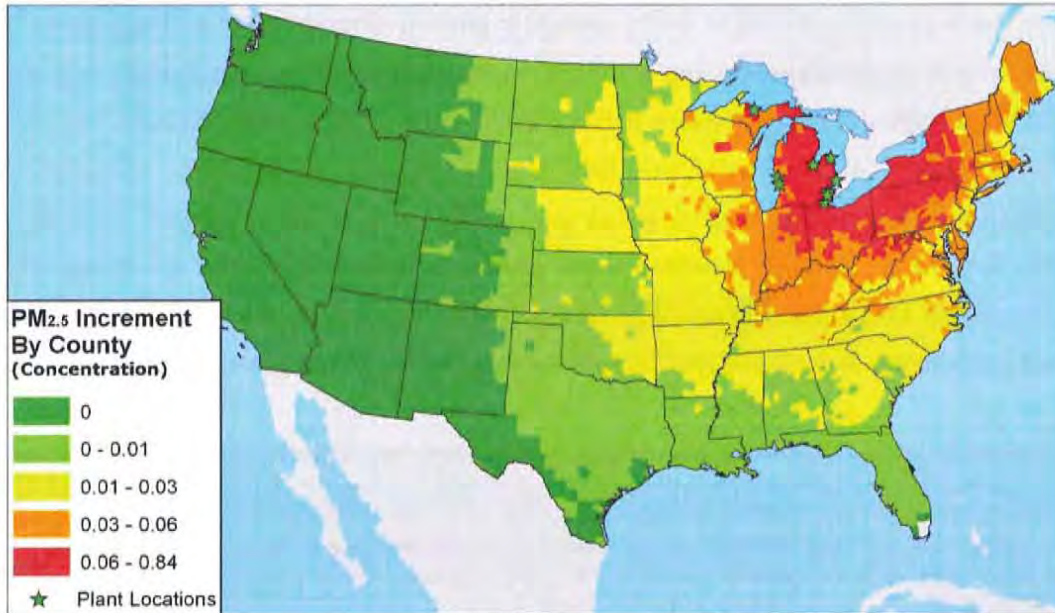 PM2.5 Increment
By County
(Concentration)
0
0 - 0.01
0.01 - 0.03
0.03 - 0.06
0.06 - 0.84
Plant Locations